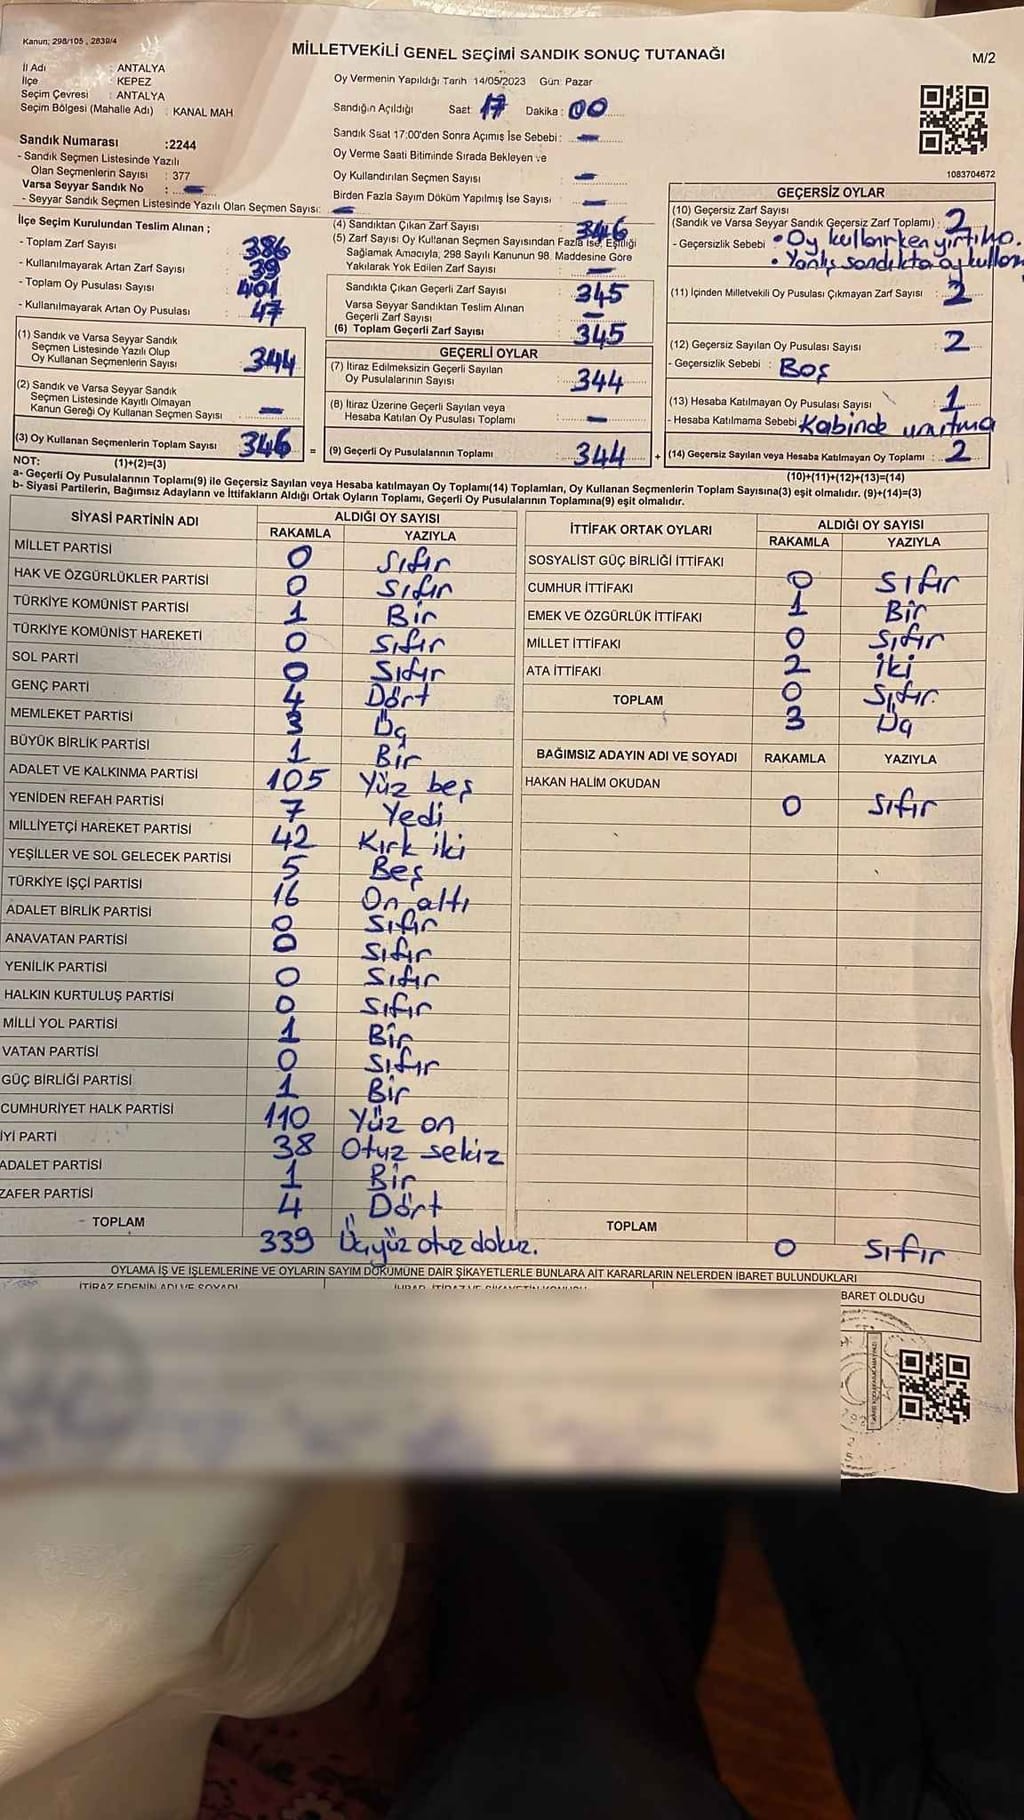 Kanun; 298/105 , 2839/4
MİLLETVEKİLİ GENEL SEÇİMİ SANDIK SONUÇ TUTANAĞI
M/2
İl Adı : ANTALYA
İlçe : KEPEZ
Seçim Çevresi : ANTALYA
Seçim Bölgesi (Mahalle Adı) : KANAL MAH
Sandık Numarası :2244
- Sandık Seçmen Listesinde Yazılı
Olan Seçmenlerin Sayısı : 377
Varsa Seyyar Sandık No : -
- Seyyar Sandık Seçmen Listesinde Yazılı Olan Seçmen Sayısı: -
Oy Vermenin Yapıldığı Tarih 14/05/2023 Gün: Pazar
Sandığın Açıldığı Saat: 17 Dakika : 00
Sandık Saat 17:00'den Sonra Açımış İse Sebebi : -
Oy Verme Saati Bitiminde Sırada Bekleyen ve
Oy Kullandırılan Seçmen Sayısı : -
Birden Fazla Sayım Döküm Yapılmış İse Sayısı : -
1083704672
İlçe Seçim Kurulundan Teslim Alınan ;
- Toplam Zarf Sayısı : 386
- Kullanılmayarak Artan Zarf Sayısı : 39
- Toplam Oy Pusulası Sayısı : 401
- Kullanılmayarak Artan Oy Pusulası : 47
(1) Sandık ve Varsa Seyyar Sandık
Seçmen Listesinde Yazılı Olup
Oy Kullanan Seçmenlerin Sayısı : 344
(2) Sandık ve Varsa Seyyar Sandık
Seçmen Listesinde Kayıtlı Olmayan
Kanun Gereği Oy Kullanan Seçmen Sayısı : -
(3) Oy Kullanan Seçmenlerin Toplam Sayısı : 346 =
(4) Sandıktan Çıkan Zarf Sayısı : 346
(5) Zarf Sayısı Oy Kullanan Seçmen Sayısından Fazla ise, Eşitliği
Sağlamak Amacıyla, 298 Sayılı Kanunun 98. Maddesine Göre
Yakılarak Yok Edilen Zarf Sayısı : -
Sandıkta Çıkan Geçerli Zarf Sayısı : 345
Varsa Seyyar Sandıktan Teslim Alınan
Geçerli Zarf Sayısı : -
(6) Toplam Geçerli Zarf Sayısı : 345
GEÇERLİ OYLAR
(7) İtiraz Edilmeksizin Geçerli Sayılan
Oy Pusulalarının Sayısı : 344
(8) İtiraz Üzerine Geçerli Sayılan veya
Hesaba Katılan Oy Pusulası Toplamı : -
(9) Geçerli Oy Pusulalarının Toplamı : 344 +
GEÇERSİZ OYLAR
(10) Geçersiz Zarf Sayısı
(Sandık ve Varsa Seyyar Sandık Geçersiz Zarf Toplamı) : 2
- Geçersizlik Sebebi • Oy kullanırken yırtılmo.
• Yanlış sandıkta oy kullom
(11) İçinden Milletvekili Oy Pusulası Çıkmayan Zarf Sayısı : 2
(12) Geçersiz Sayılan Oy Pusulası Sayısı : 2
- Geçersizlik Sebebi : Boş
(13) Hesaba Katılmayan Oy Pusulası Sayısı : 1
- Hesaba Katılmama Sebebi Kabinde unutma
(14) Geçersiz Sayılan veya Hesaba Katılmayan Oy Toplamı : 2
NOT: (1)+(2)=(3) (10)+(11)+(12)+(13)=(14)
a- Geçerli Oy Pusulalarının Toplamı(9) ile Geçersiz Sayılan veya Hesaba katılmayan Oy Toplamı(14) Toplamları, Oy Kullanan Seçmenlerin Toplam Sayısına(3) eşit olmalıdır. (9)+(14)=(3)
b- Siyasi Partilerin, Bağımsız Adayların ve İttifakların Aldığı Ortak Oyların Toplamı, Geçerli Oy Pusulalarının Toplamına(9) eşit olmalıdır.
SİYASİ PARTİNİN ADI ALDIĞI OY SAYISI
RAKAMLA YAZIYLA
MİLLET PARTİSİ 0 Sıfır
HAK VE ÖZGÜRLÜKLER PARTİSİ 0 Sıfır
TÜRKİYE KOMÜNİST PARTİSİ 1 Bir
TÜRKİYE KOMÜNİST HAREKETİ 0 Sıfır
SOL PARTİ 0 Sıfır
GENÇ PARTİ 4 Dört
MEMLEKET PARTİSİ 3 Üç
BÜYÜK BİRLİK PARTİSİ 1 Bir
ADALET VE KALKINMA PARTİSİ 105 Yüz beş
YENİDEN REFAH PARTİSİ 7 Yedi
MİLLİYETÇİ HAREKET PARTİSİ 42 Kırk iki
YEŞİLLER VE SOL GELECEK PARTİSİ 5 Beş
TÜRKİYE İŞÇİ PARTİSİ 16 On altı
ADALET BİRLİK PARTİSİ 0 Sıfır
ANAVATAN PARTİSİ 0 Sıfır
YENİLİK PARTİSİ 0 Sıfır
HALKIN KURTULUŞ PARTİSİ 0 Sıfır
MİLLİ YOL PARTİSİ 1 Bir
VATAN PARTİSİ 0 Sıfır
GÜÇ BİRLİĞİ PARTİSİ 1 Bir
CUMHURİYET HALK PARTİSİ 110 Yüz on
İYİ PARTİ 38 Otuz sekiz
ADALET PARTİSİ 1 Bir
ZAFER PARTİSİ 4 Dört
TOPLAM 339 Üçyüz otuz dokuz.
İTTİFAK ORTAK OYLARI ALDIĞI OY SAYISI
RAKAMLA YAZIYLA
SOSYALİST GÜÇ BİRLİĞİ İTTİFAKI 0 Sıfır
CUMHUR İTTİFAKI 1 Bir
EMEK VE ÖZGÜRLÜK İTTİFAKI 0 Sıfır
MİLLET İTTİFAKI 2 İki
ATA İTTİFAKI 0 Sıfır.
TOPLAM 3 Üç
BAĞIMSIZ ADAYIN ADI VE SOYADI RAKAMLA YAZIYLA
HAKAN HALİM OKUDAN 0 Sıfır
TOPLAM 0 Sıfır
OYLAMA İŞ VE İŞLEMLERİNE VE OYLARIN SAYIM DÖKÜMÜNE DAİR ŞİKAYETLERLE BUNLARA AİT KARARLARIN NELERDEN İBARET BULUNDUKLARI
İTİRAZ EDENİN ADI VE SOYADI
BARET OLDUĞU